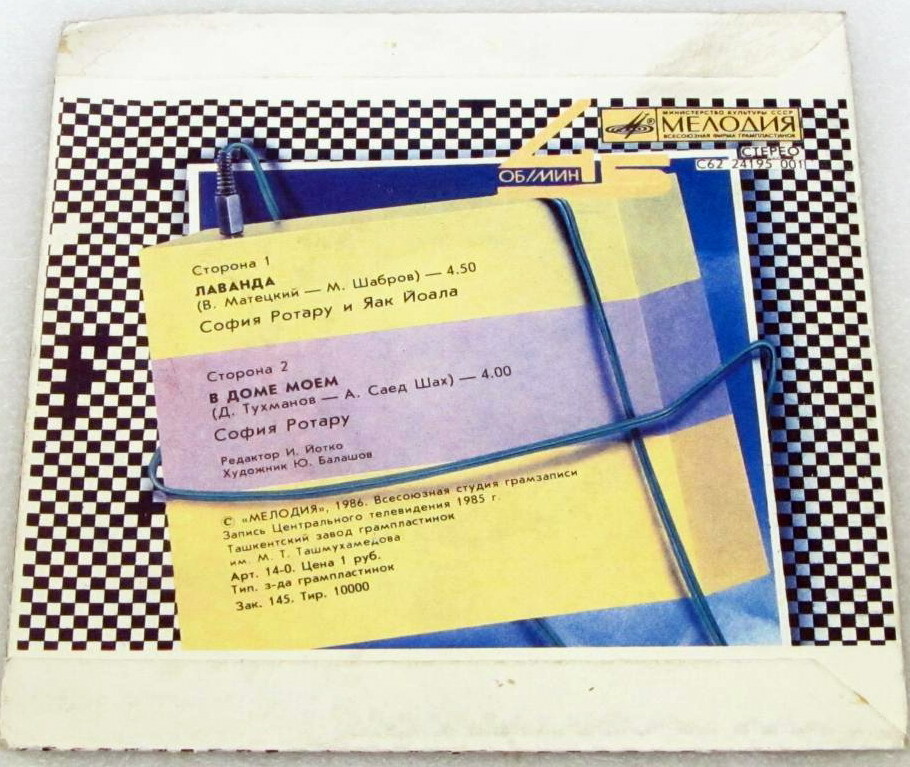 МИНИСТЕРСТВО КУЛЬТУРЫ СССР
МЕЛОДИЯ
ВСЕСОЮЗНАЯ ФИРМА ГРАМПЛАСТИНОК
СТЕРЕО
С62 24195 001
45
ОБ/МИН
Сторона 1
ЛАВАНДА
(В. Матецкий — М. Шабров) — 4.50
София Ротару и Яак Йоала
Сторона 2
В ДОМЕ МОЕМ
(Д. Тухманов — А. Саед Шах) — 4.00
София Ротару
Редактор И. Йотко
Художник Ю. Балашов
© «МЕЛОДИЯ», 1986. Всесоюзная студия грамзаписи
Запись Центрального телевидения 1985 г.
Ташкентский завод грампластинок
им. М. Т. Ташмухамедова
Арт. 14-0. Цена 1 руб.
Тип. з-да грампластинок
Зак. 145. Тир. 10000